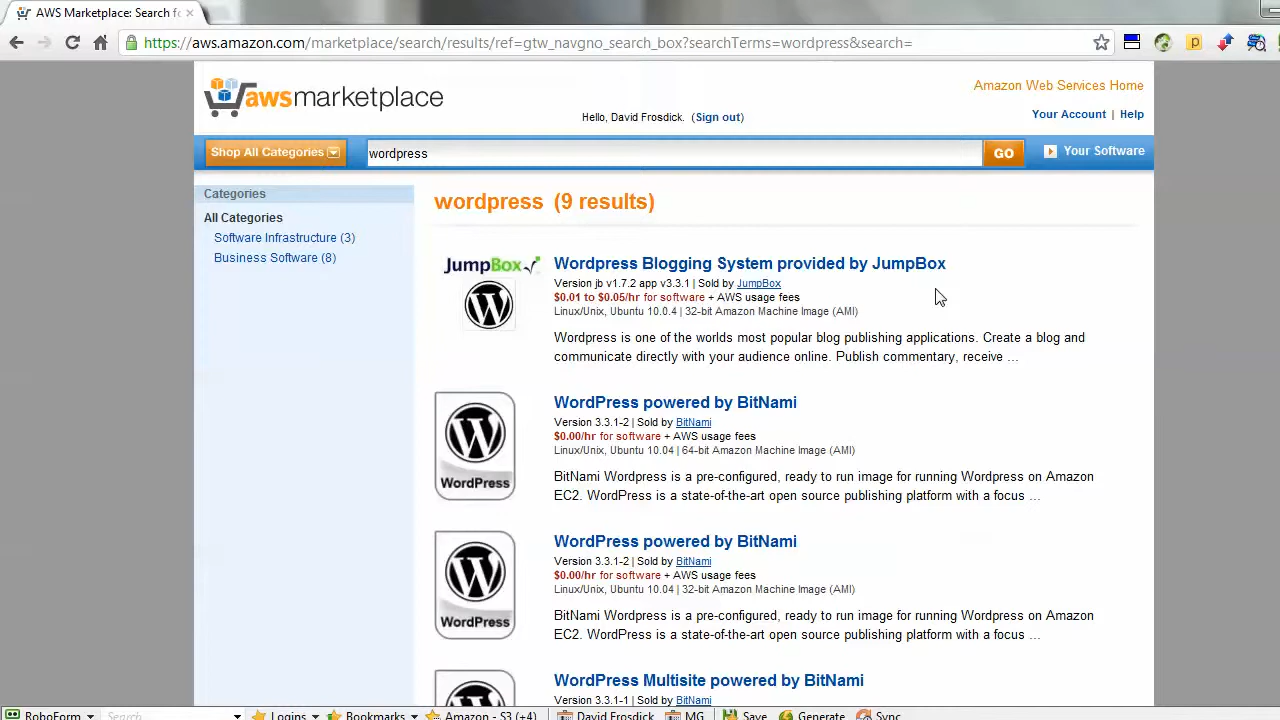 AWS Marketplace: Search fo
https://aws.amazon.com/marketplace/search/results/ref=gtw_navgno_search_box?searchTerms=wordpress&search=
awsmarketplace
Amazon Web Services Home
Hello, David Frosdick. (Sign out)
Your Account | Help
Shop All Categories
wordpress
GO
Your Software
Categories
All Categories
Software Infrastructure (3)
Business Software (8)
wordpress (9 results)
JumpBox
Wordpress Blogging System provided by JumpBox
Version jb v1.7.2 app v3.3.1 | Sold by JumpBox
$0.01 to $0.05/hr for software + AWS usage fees
Linux/Unix, Ubuntu 10.0.4 | 32-bit Amazon Machine Image (AMI)
Wordpress is one of the worlds most popular blog publishing applications. Create a blog and
communicate directly with your audience online. Publish commentary, receive ...
WordPress
WordPress powered by BitNami
Version 3.3.1-2 | Sold by BitNami
$0.00/hr for software + AWS usage fees
Linux/Unix, Ubuntu 10.04 | 64-bit Amazon Machine Image (AMI)
BitNami Wordpress is a pre-configured, ready to run image for running Wordpress on Amazon
EC2. WordPress is a state-of-the-art open source publishing platform with a focus ...
WordPress
WordPress powered by BitNami
Version 3.3.1-2 | Sold by BitNami
$0.00/hr for software + AWS usage fees
Linux/Unix, Ubuntu 10.04 | 32-bit Amazon Machine Image (AMI)
BitNami Wordpress is a pre-configured, ready to run image for running Wordpress on Amazon
EC2. WordPress is a state-of-the-art open source publishing platform with a focus ...
WordPress Multisite powered by BitNami
Version 3.3.1-1 | Sold by BitNami
RoboForm Search Logins Bookmarks Amazon - S3 (+4) David Frosdick MG Save Generate Sync